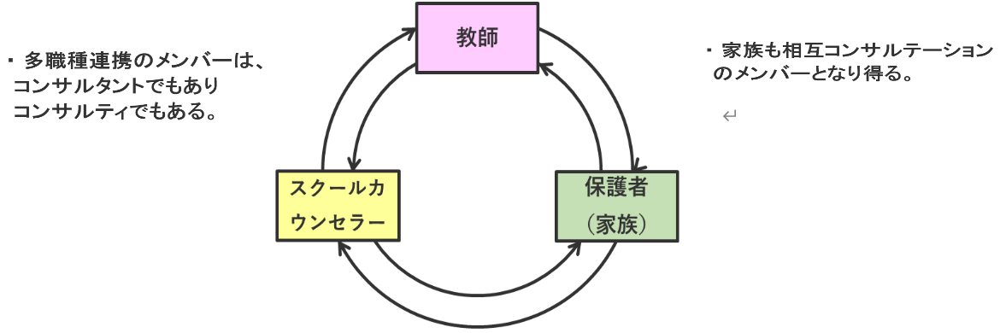 教師
・ 多職種連携のメンバーは、
コンサルタントでもあり
コンサルティでもある。
・ 家族も相互コンサルテーション
のメンバーとなり得る。
↵
スクールカ
ウンセラー
保護者
（家族）